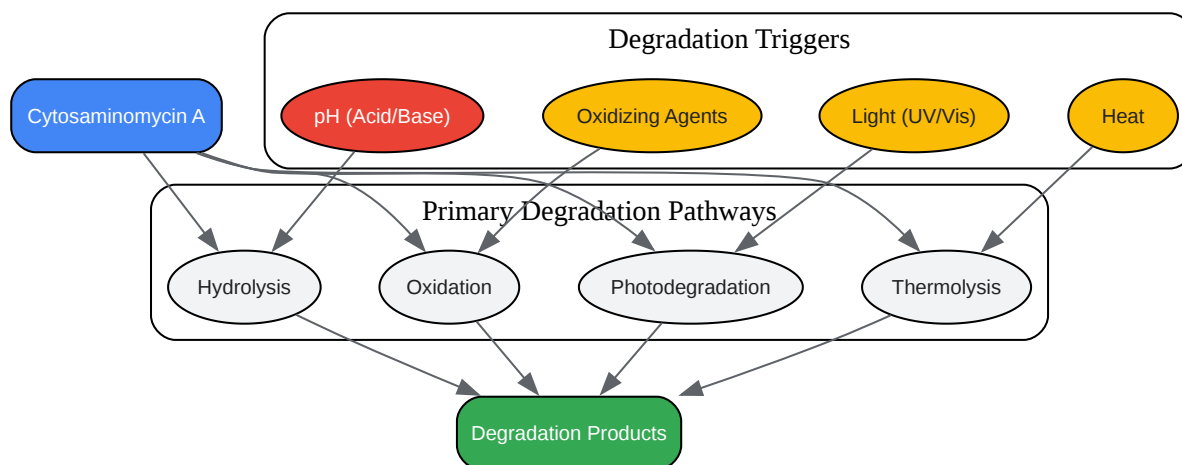 Degradation Triggers
Cytosaminomycin A
pH (Acid/Base)
Oxidizing Agents
Light (UV/Vis)
Heat
Primary Degradation Pathways
Hydrolysis
Oxidation
Photodegradation
Thermolysis
Degradation Products